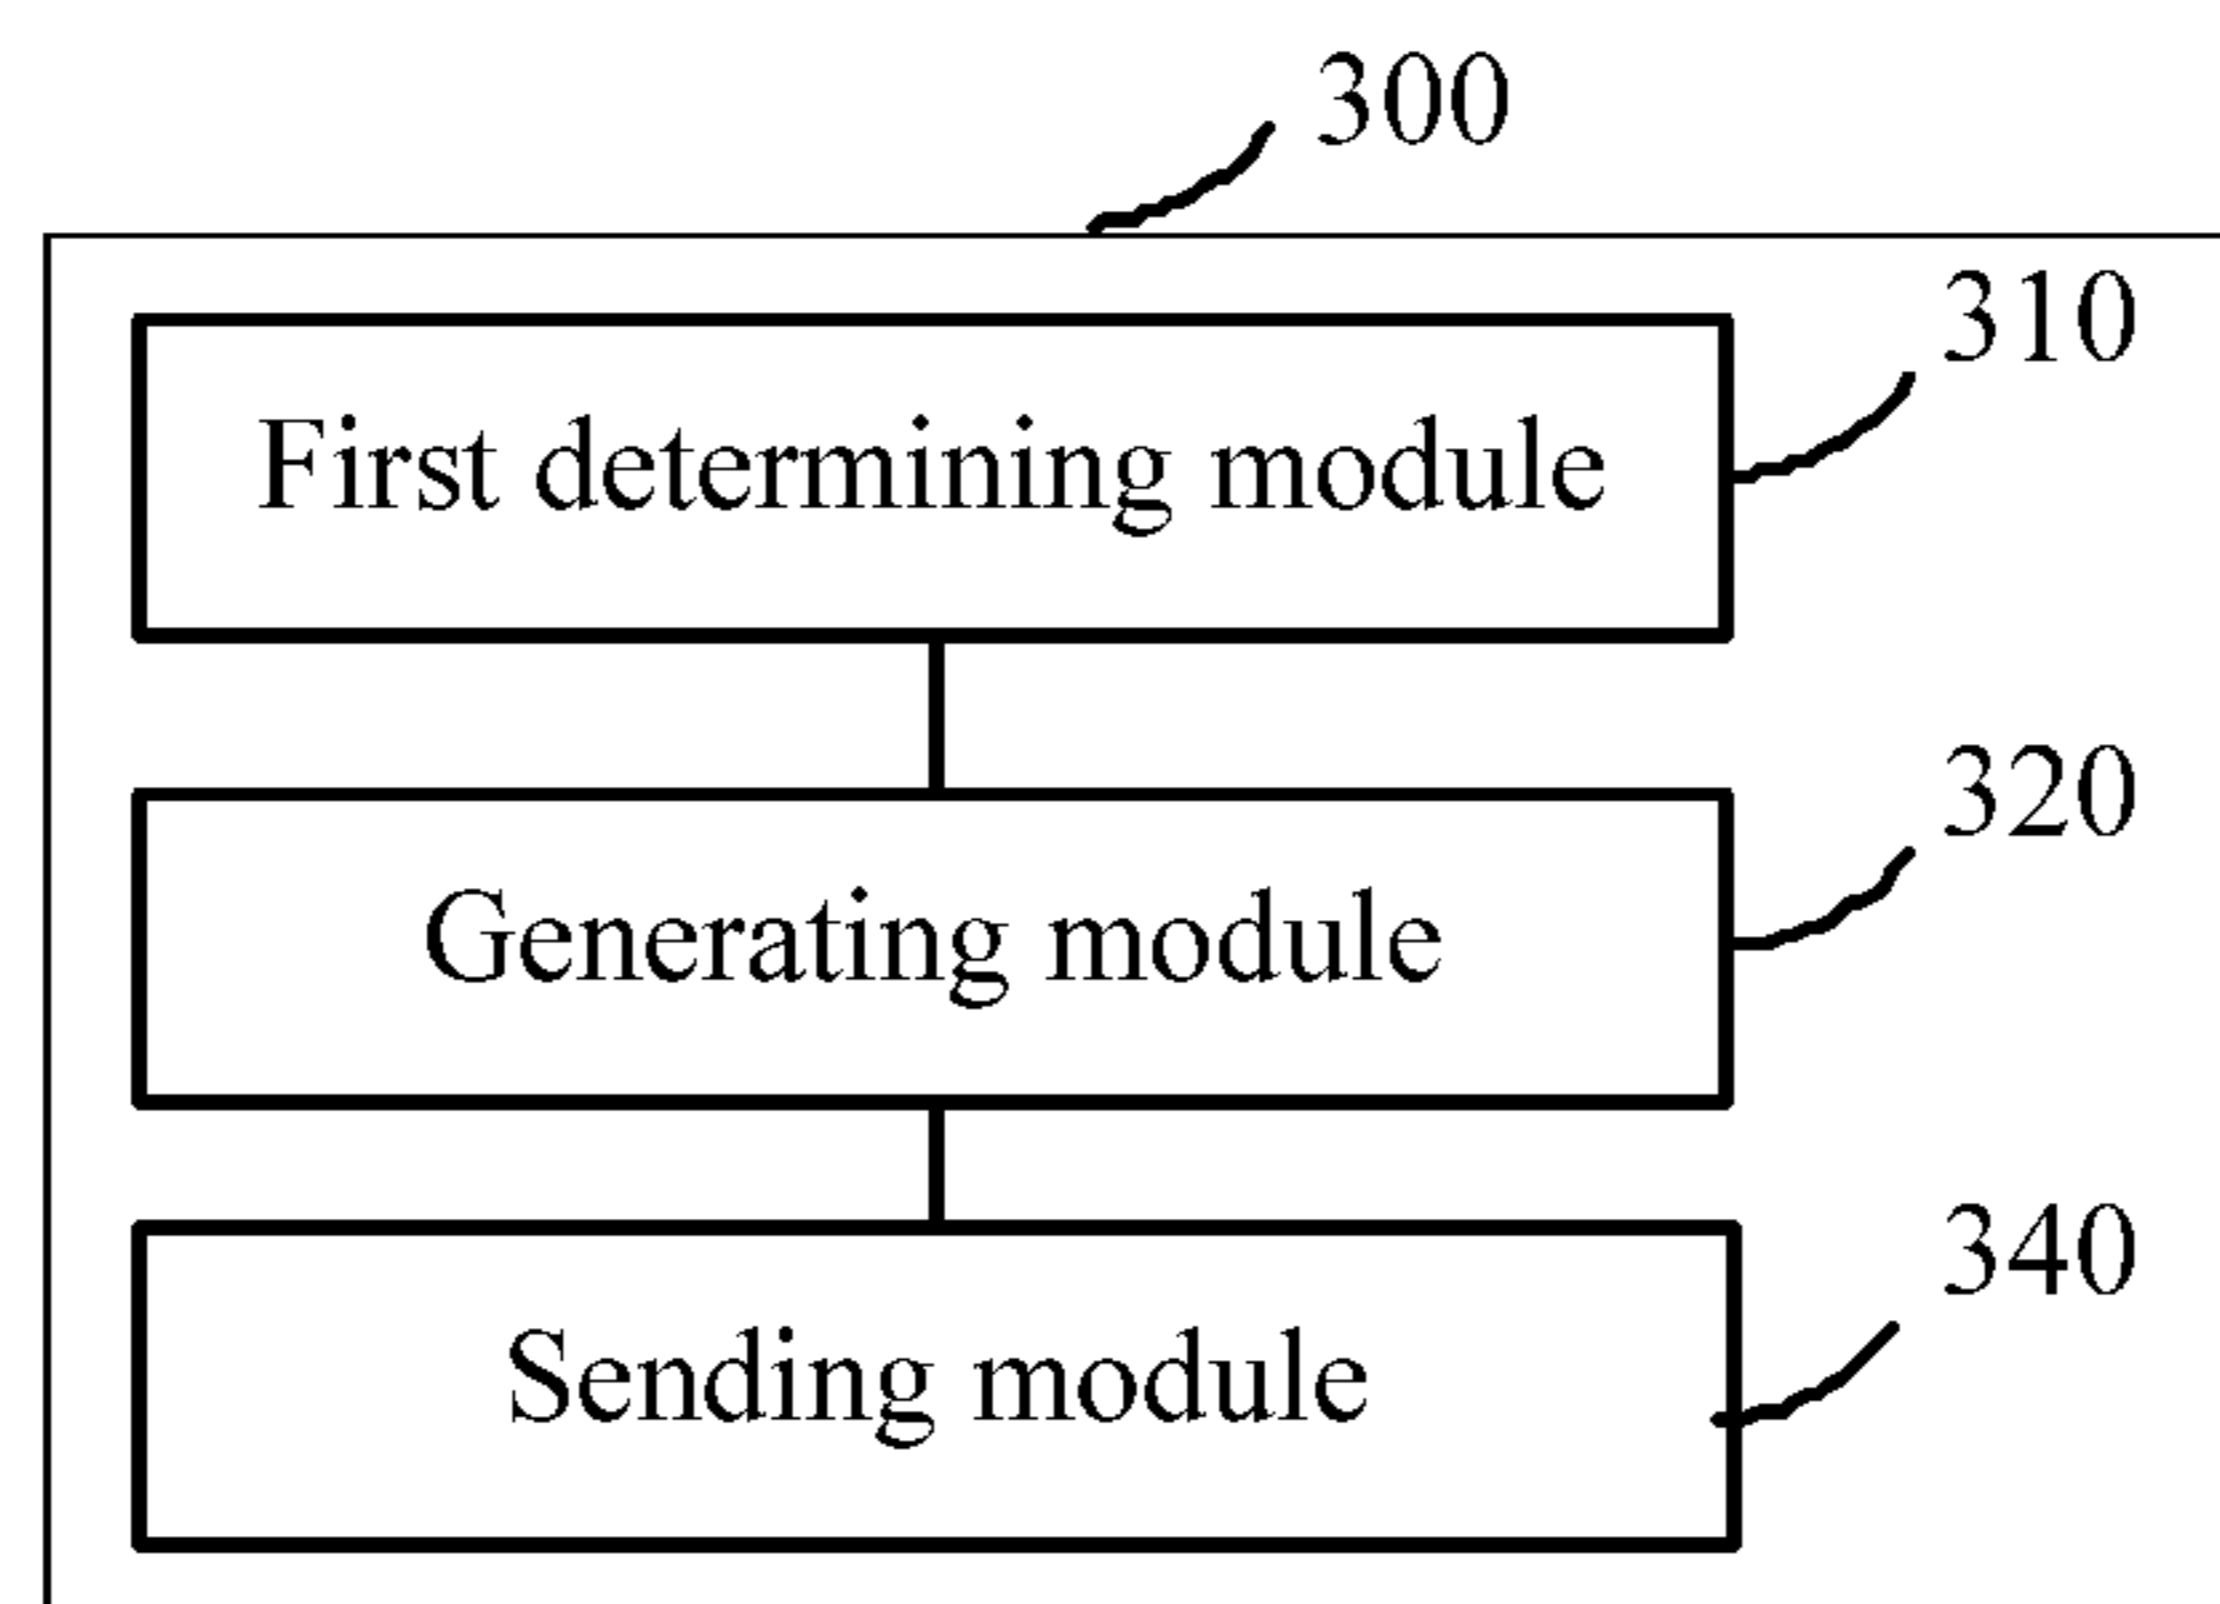 300
310
First determining module
320
Generating module
340
Sending module